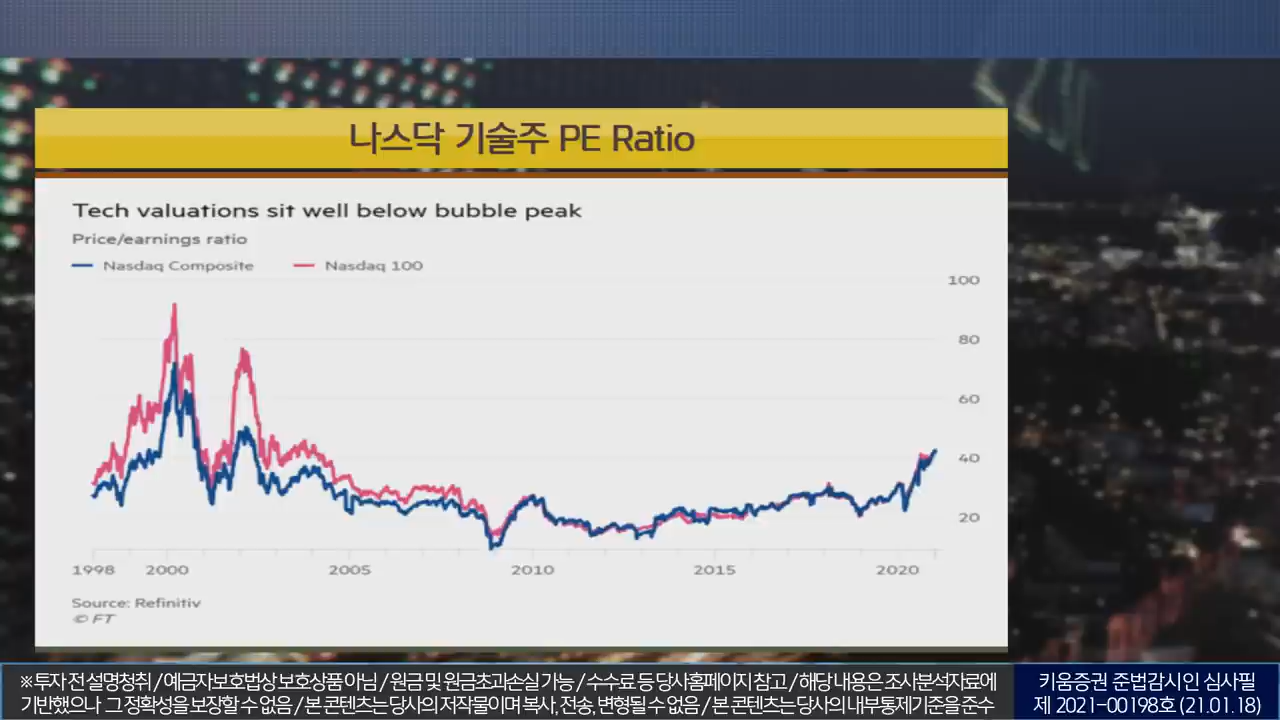 나스닥 기술주 PE Ratio
Tech valuations sit well below bubble peak
Price/earnings ratio
Nasdaq Composite Nasdaq 100
100
80
60
40
20
1998 2000 2005 2010 2015 2020
Source: Refinitiv
© FT
※ 투자 전 설명청취 / 예금자보호법상 보호상품 아님 / 원금 및 원금초과손실 가능 / 수수료 등 당사홈페이지 참고 / 해당 내용은 조사분석자료에
기반했으나 그 정확성을 보장할 수 없음 / 본 콘텐츠는 당사의 저작물이며 복사, 전송, 변형될 수 없음 / 본 콘텐츠는 당사의 내부통제기준을 준수
키움증권 준법감시인 심사필
제 2021-00198호 (21.01.18)